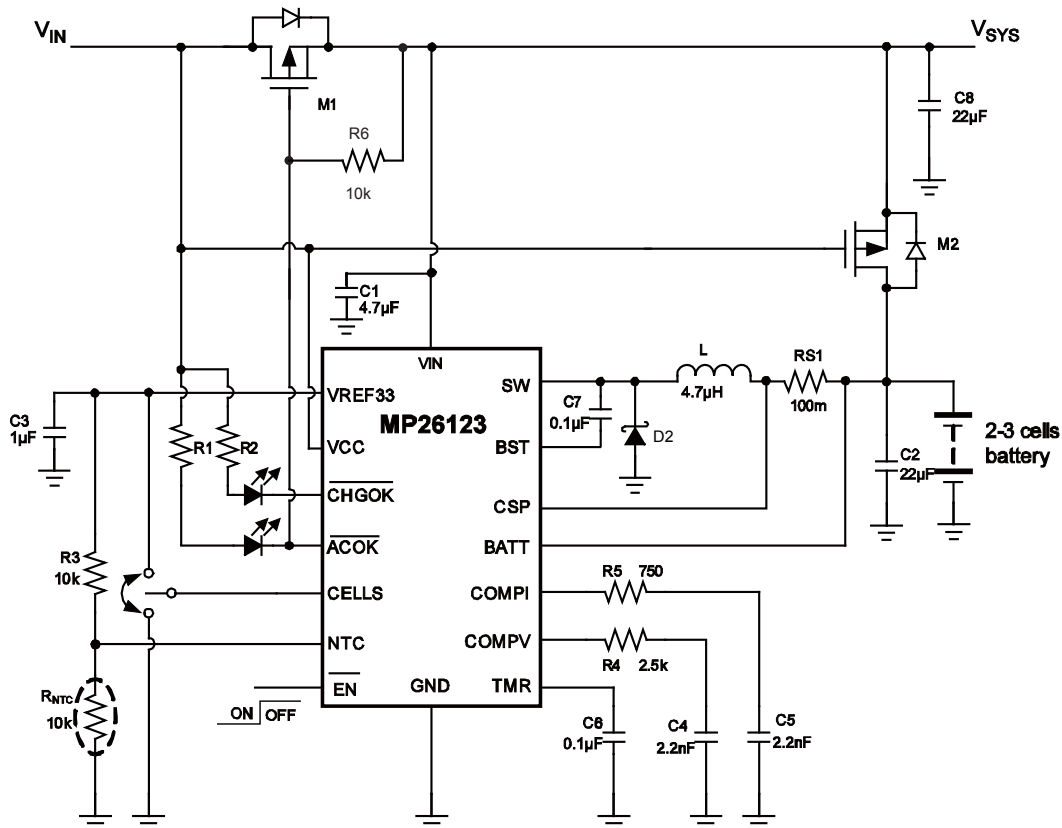 VIN
VSYS
M1
R6
10k
C8
22µF
M2
C1
4.7µF
VIN
L
4.7µH
RS1
100m
C3
1µF
R1
R2
VREF33
VCC
CHGOK
ACOK
CELLS
NTC
EN
MP26123
GND
SW
BST
CSP
BATT
COMPI
COMPV
TMR
C7
0.1µF
D2
C2
22µF
2-3 cells
battery
R3
10k
R5 750
R4 2.5k
RNTC
10k
ON OFF
C6
0.1µF
C4
2.2nF
C5
2.2nF